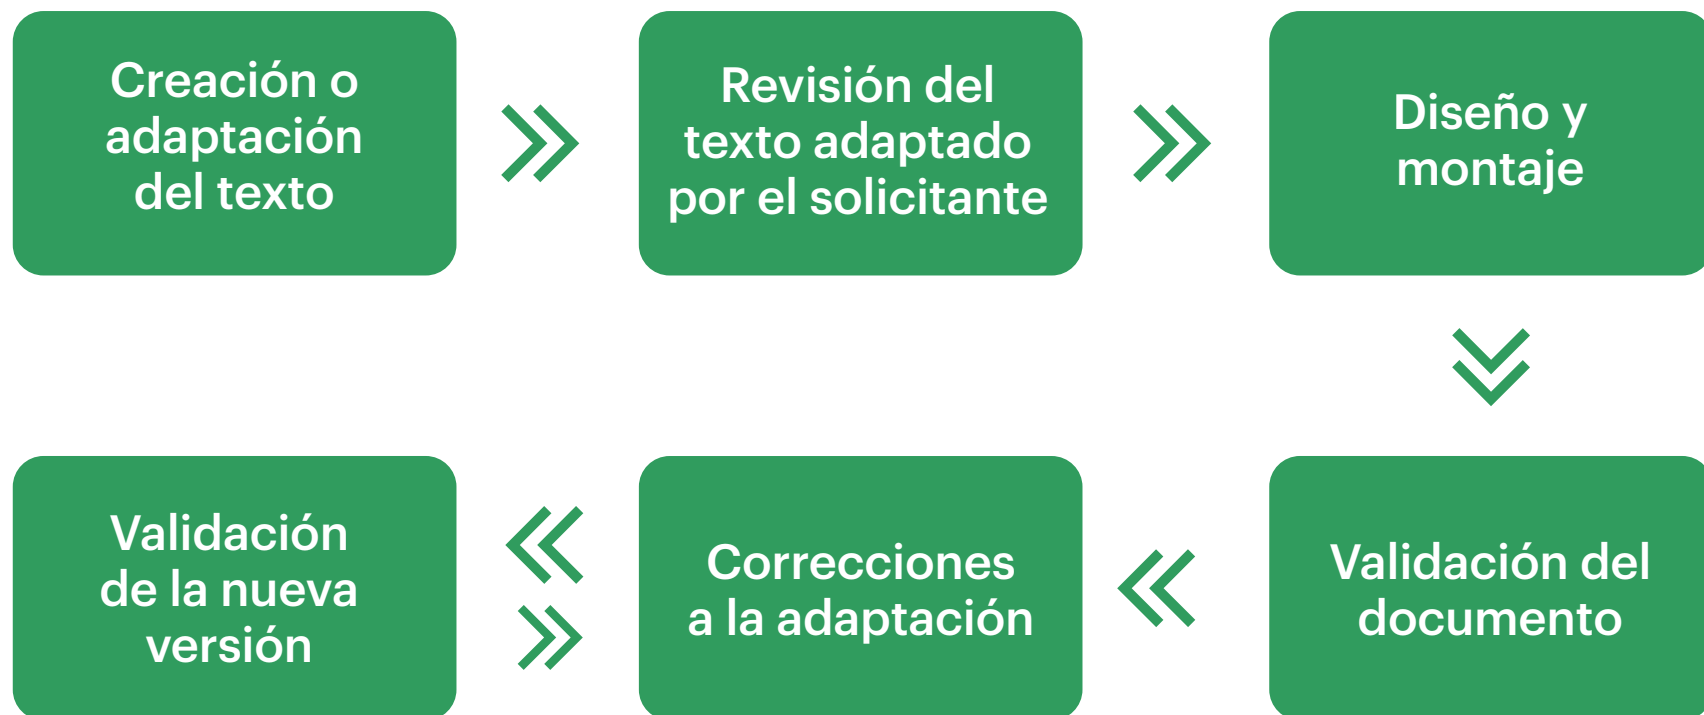 Creación o
adaptación
del texto
Revisión del
texto adaptado
por el solicitante
Diseño y
montaje
Validación
de la nueva
versión
Correcciones
a la adaptación
Validación del
documento